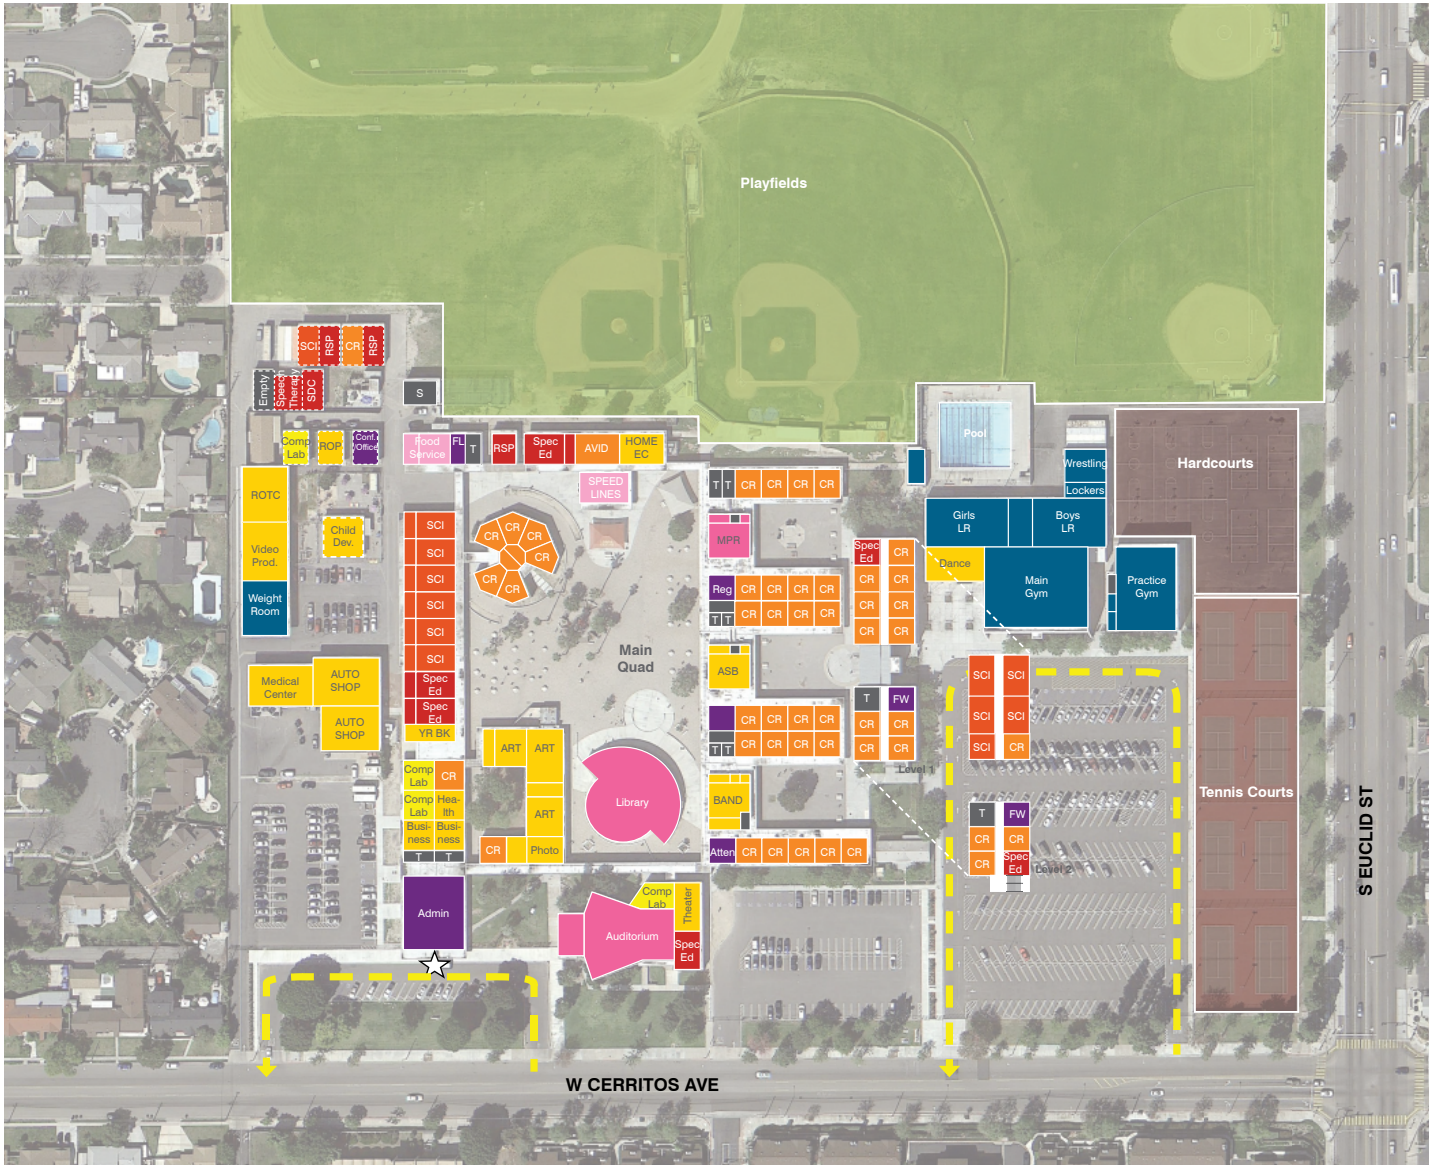 Playfields
SCI
RSP
CR
RSP
Empty
Speech
Therapy
SDC
S
Comp
Lab
ROP
Conf.
/Office
Food
Service
FL
T
RSP
Spec
Ed
AVID
HOME
EC
SPEED
LINES
Pool
Wrestling
Lockers
Hardcourts
ROTC
Video
Prod.
Weight
Room
Child
Dev.
SCI
SCI
SCI
SCI
SCI
SCI
Spec
Ed
Spec
Ed
YR BK
CR
CR
CR
CR
CR
CR
T T CR CR CR CR
MPR
Reg CR CR CR CR
T T CR CR CR CR
Main
Quad
ASB
CR CR CR CR
T T CR CR CR CR
BAND
Atten CR CR CR CR CR
Spec
Ed
CR
CR CR
CR CR
CR CR
T FW
CR CR
CR CR
Level 1
Girls
LR
Boys
LR
Dance
Main
Gym
Practice
Gym
SCI SCI
SCI SCI
SCI CR
T FW
CR CR
CR
Spec
Ed
Level 2
Tennis Courts
Medical
Center
AUTO
SHOP
AUTO
SHOP
Comp
Lab
CR
Comp
Lab
Hea-
lth
Busi-
ness
Busi-
ness
T T
ART ART
ART
CR
Photo
Library
Admin
Comp
Lab
Theater
Auditorium
Spec
Ed
W CERRITOS AVE
S EUCLID ST